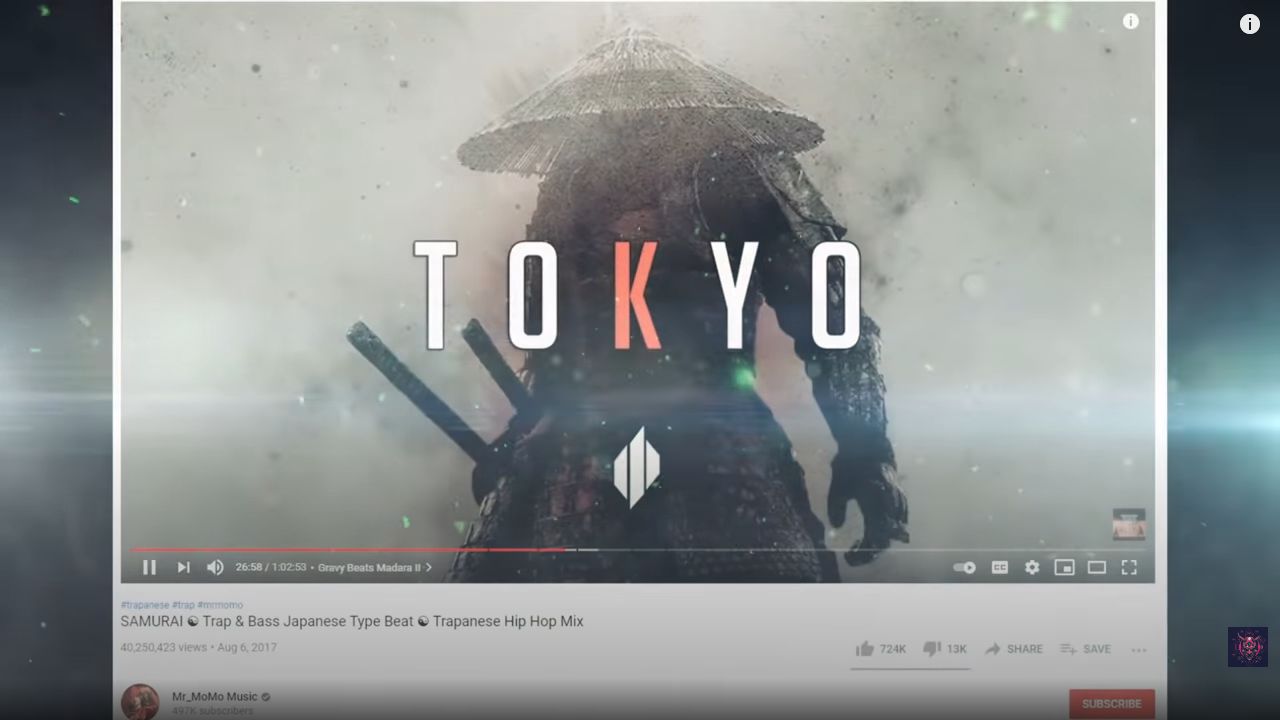 TOKYO
26:58 / 1:02:53 • Gravy Beats Madara II >
CC
#trapanese #trap #mrmomo
SAMURAI ☯ Trap & Bass Japanese Type Beat ☯ Trapanese Hip Hop Mix
40,250,423 views • Aug 6, 2017
724K 13K SHARE SAVE
Mr_MoMo Music
497K subscribers
SUBSCRIBE